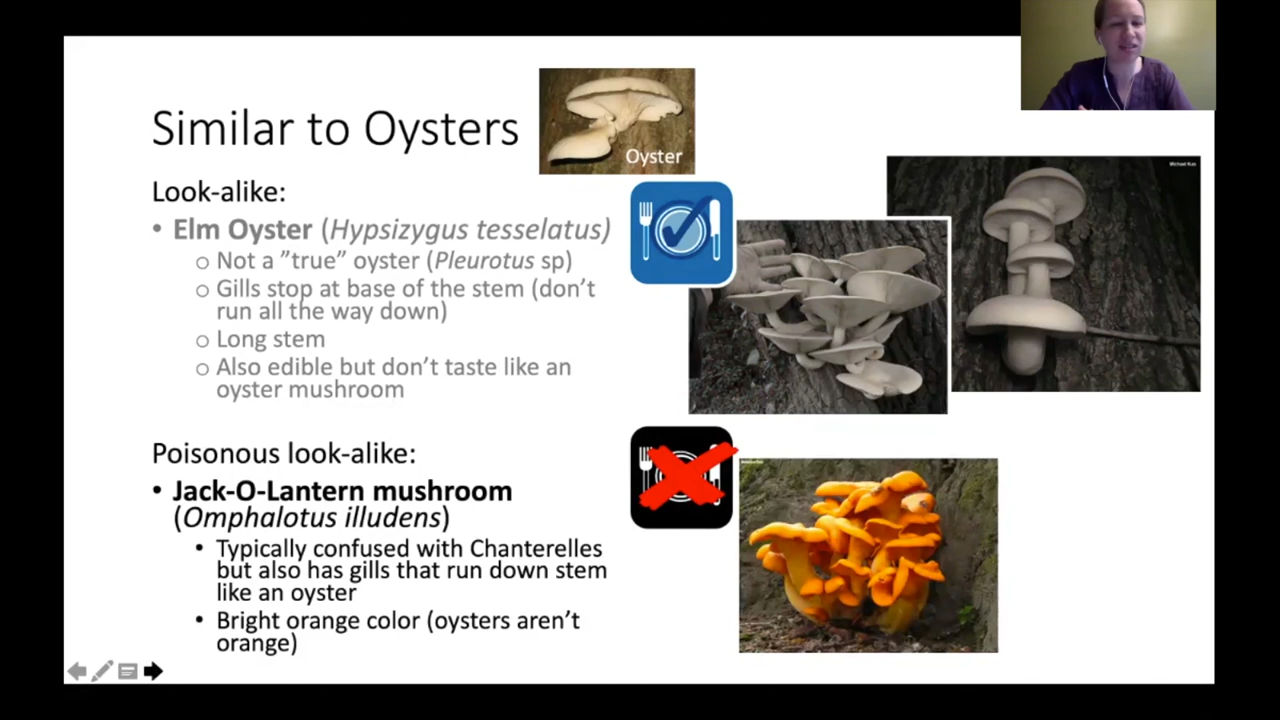 Similar to Oysters
Oyster
Look-alike:
• Elm Oyster (Hypsizygus tesselatus)
○ Not a ”true” oyster (Pleurotus sp)
○ Gills stop at base of the stem (don’t
run all the way down)
○ Long stem
○ Also edible but don’t taste like an
oyster mushroom
Poisonous look-alike:
• Jack-O-Lantern mushroom
(Omphalotus illudens)
• Typically confused with Chanterelles
but also has gills that run down stem
like an oyster
• Bright orange color (oysters aren’t
orange)